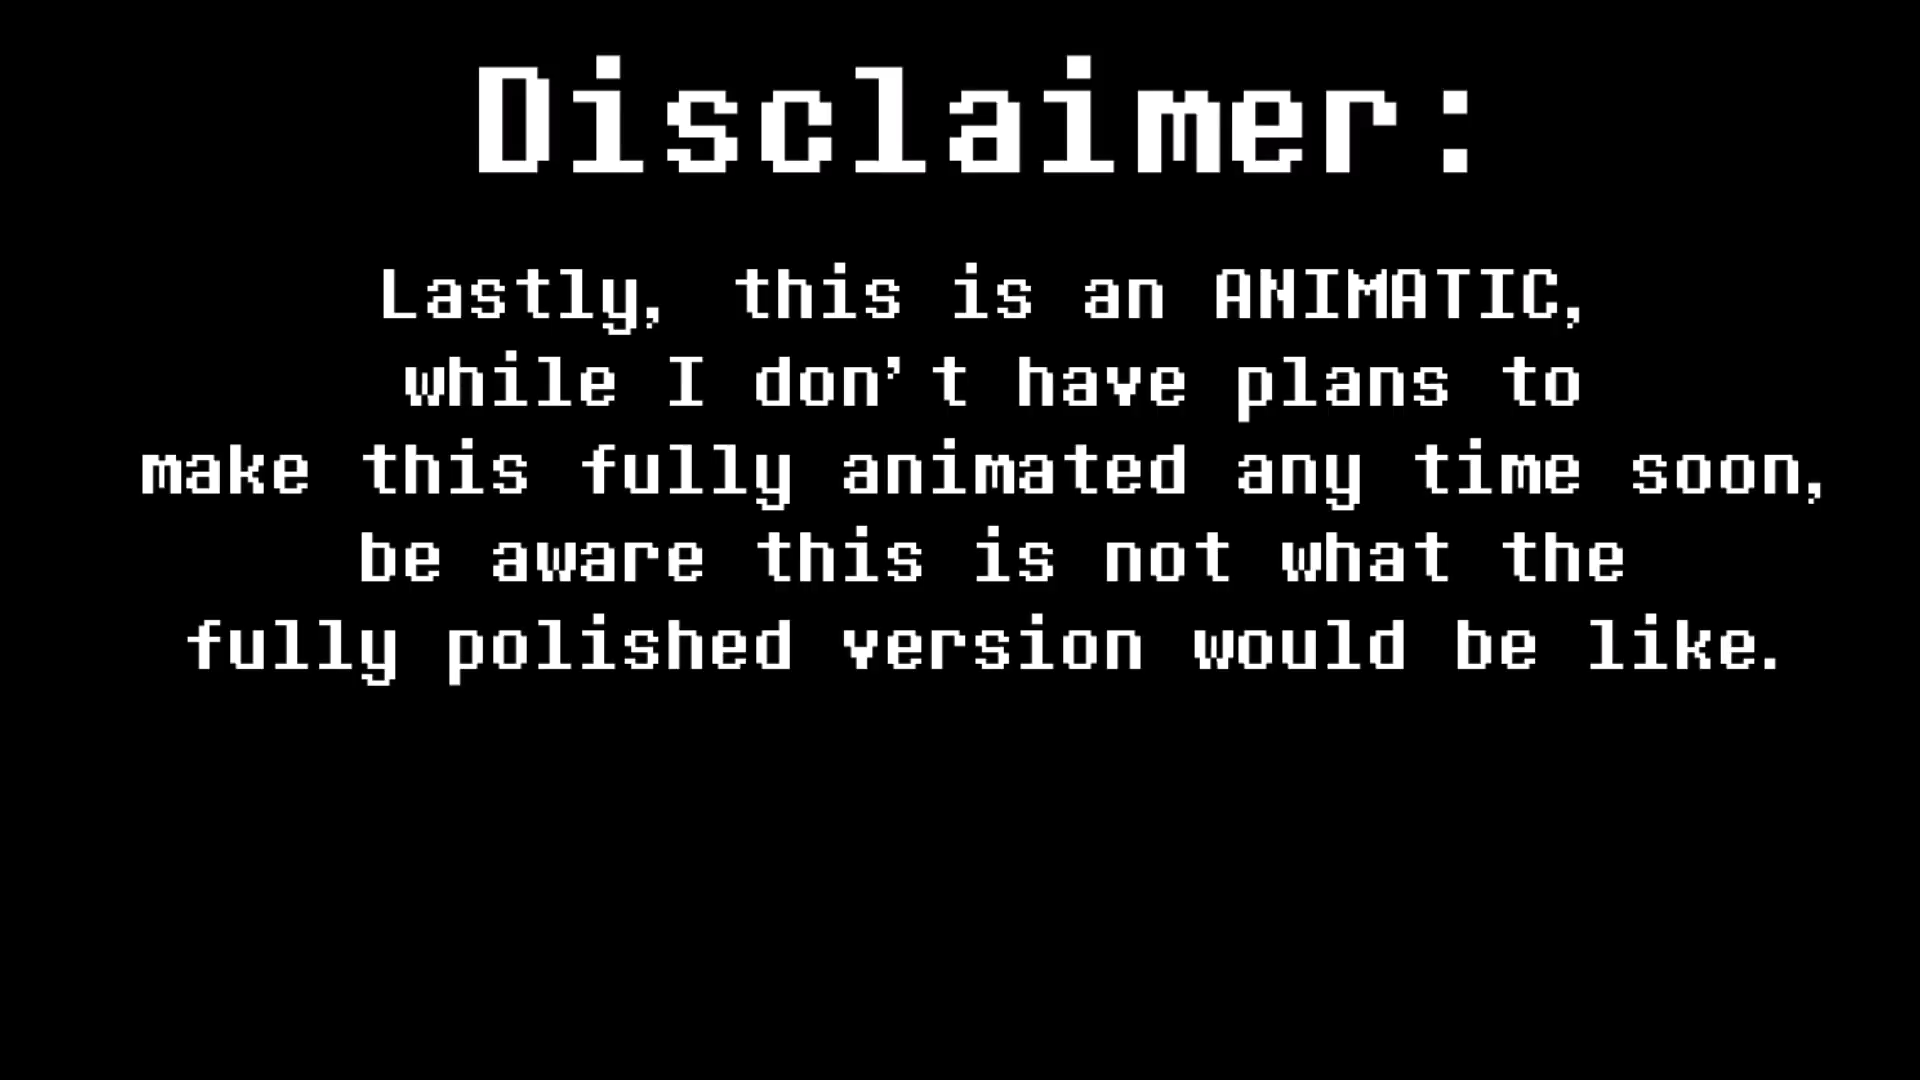 Disclaimer:
Lastly, this is an ANIMATIC,
while I don't have plans to
make this fully animated any time soon,
be aware this is not what the
fully polished version would be like.